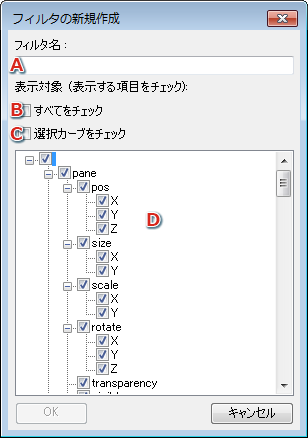 フィルタの新規作成
フィルタ名：
A
表示対象（表示する項目をチェック）：
B すべてをチェック
C 選択カーブをチェック
pane
pos
X
Y
Z
D
size
X
Y
scale
X
Y
rotate
X
Y
Z
transparency
OK
キャンセル